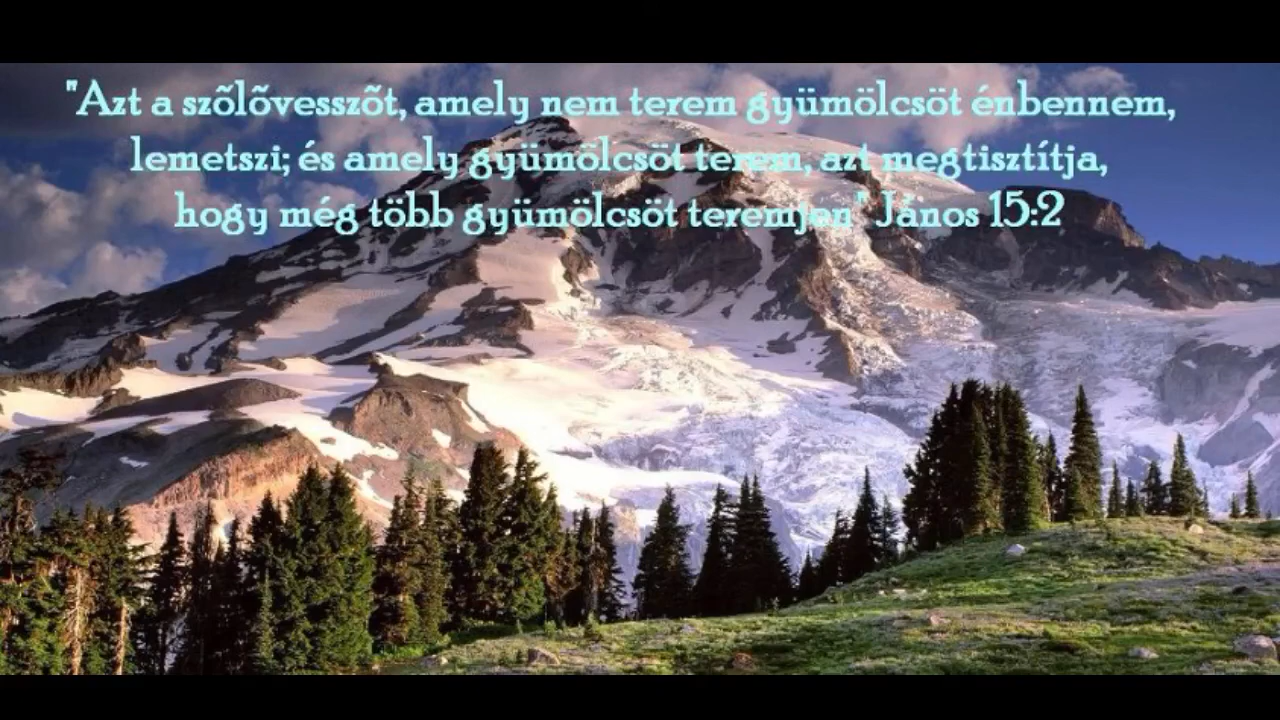 "Azt a szõlõvesszõt, amely nem terem gyümölcsöt énbennem,
lemetszi; és amely gyümölcsöt terem, azt megtisztítja,
hogy még több gyümölcsöt teremjen" János 15:2